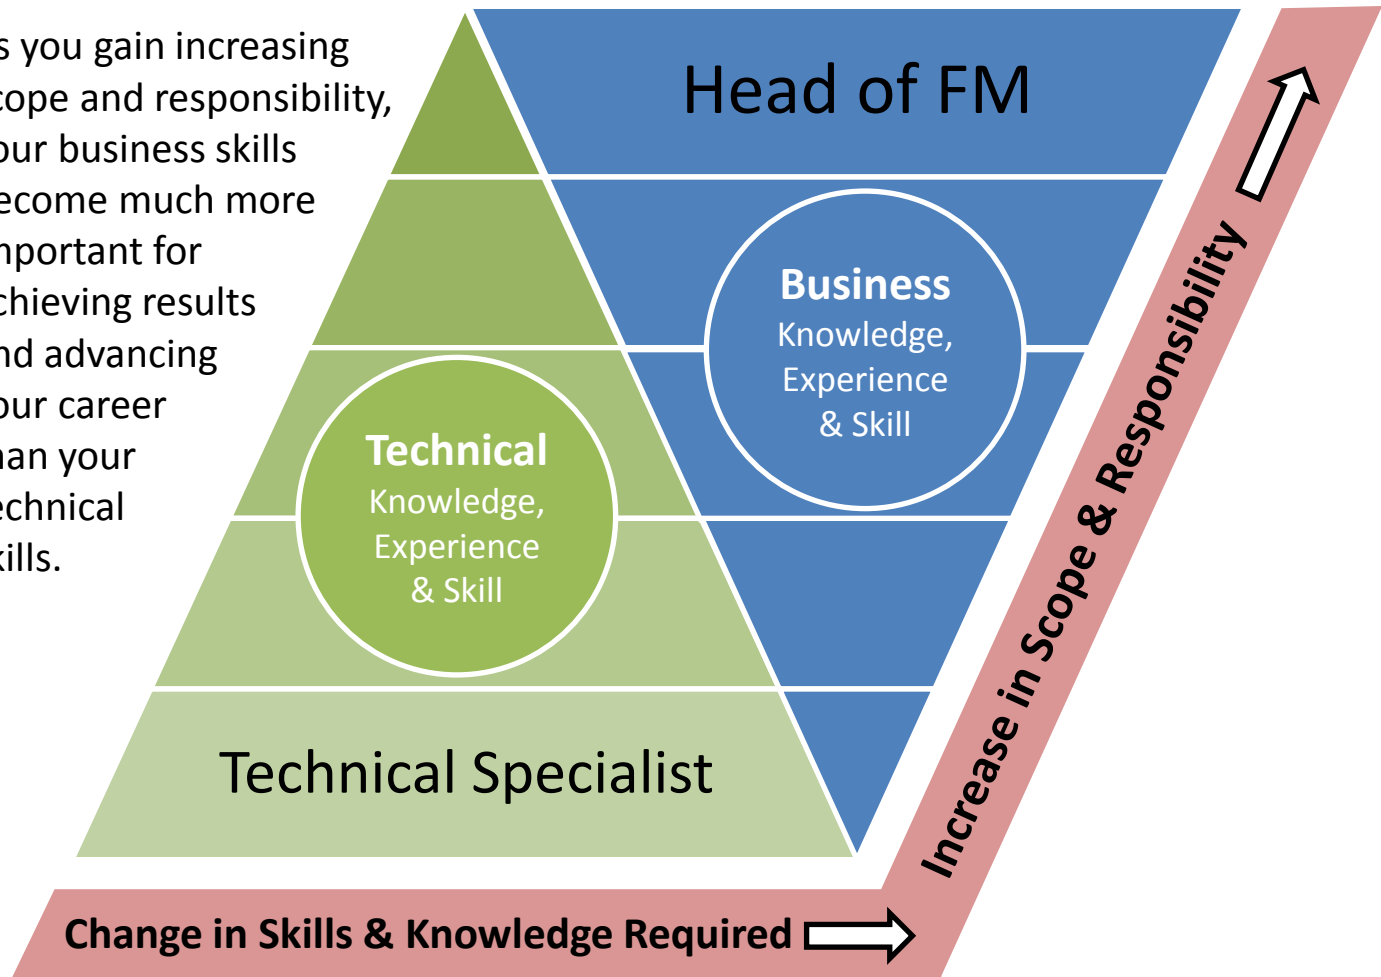 s you gain increasing
cope and responsibility,
our business skills
ecome much more
mportant for
chieving results
nd advancing
our career
han your
echnical
kills.
Head of FM
Business
Knowledge,
Experience
& Skill
Technical
Knowledge,
Experience
& Skill
Technical Specialist
Increase in Scope & Responsibility
Change in Skills & Knowledge Required